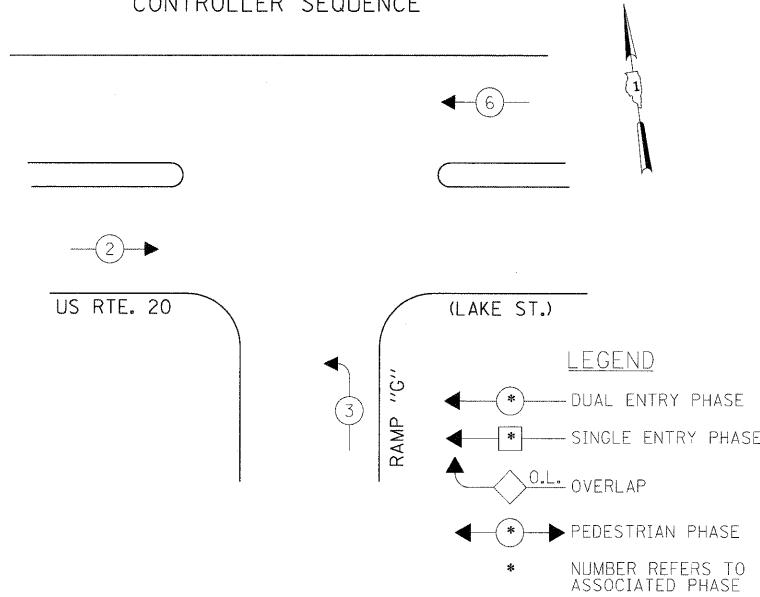 CONTROLLER SEQUENCE
1
6
2
US RTE. 20
(LAKE ST.)
3
RAMP "G"
LEGEND
* DUAL ENTRY PHASE
* SINGLE ENTRY PHASE
O.L. OVERLAP
* PEDESTRIAN PHASE
* NUMBER REFERS TO
ASSOCIATED PHASE